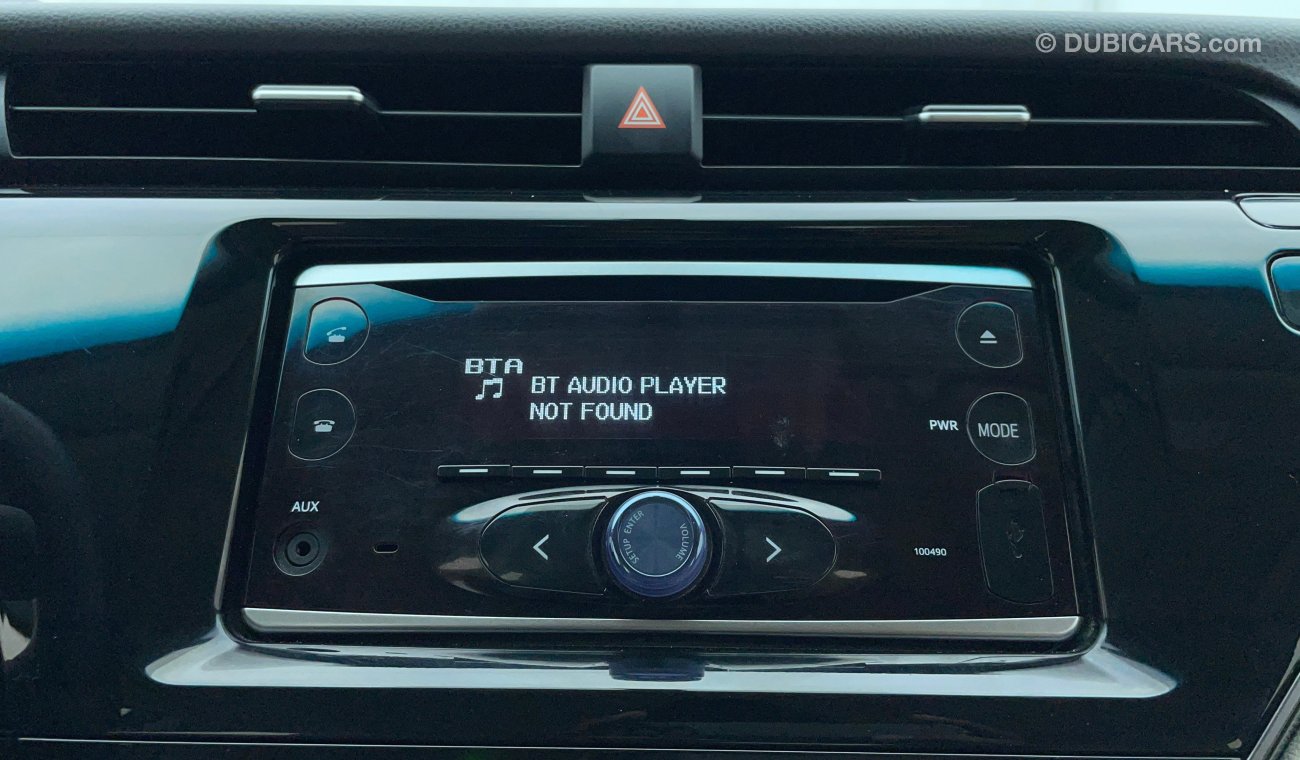 © DUBICARS.com
BTA
BT AUDIO PLAYER
NOT FOUND
PWR
MODE
AUX
SETUP ENTER
VOLUME
100490